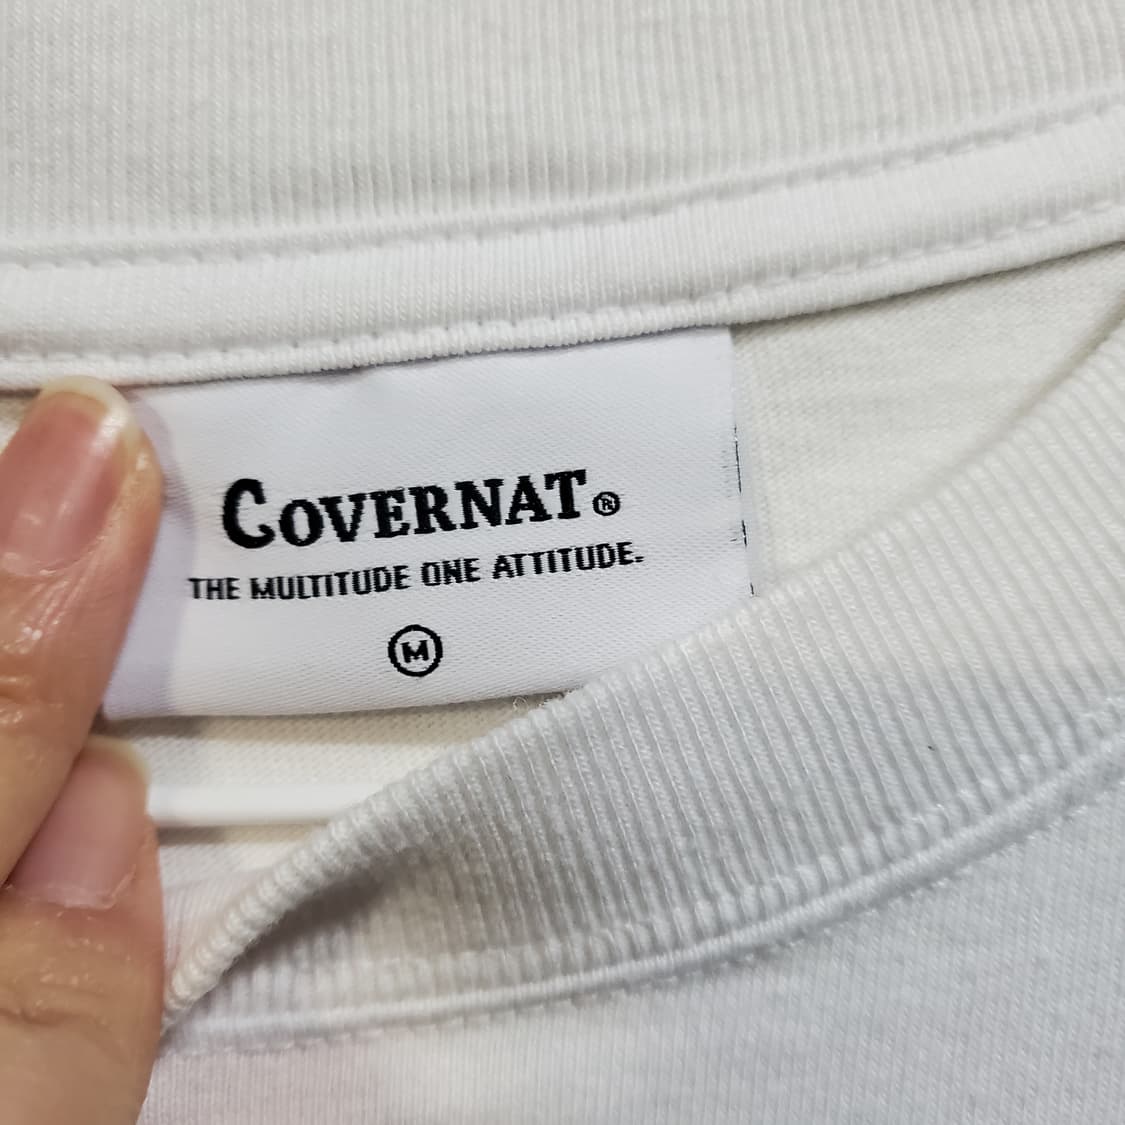 COVERNAT®
THE MULTITUDE ONE ATTITUDE.
M